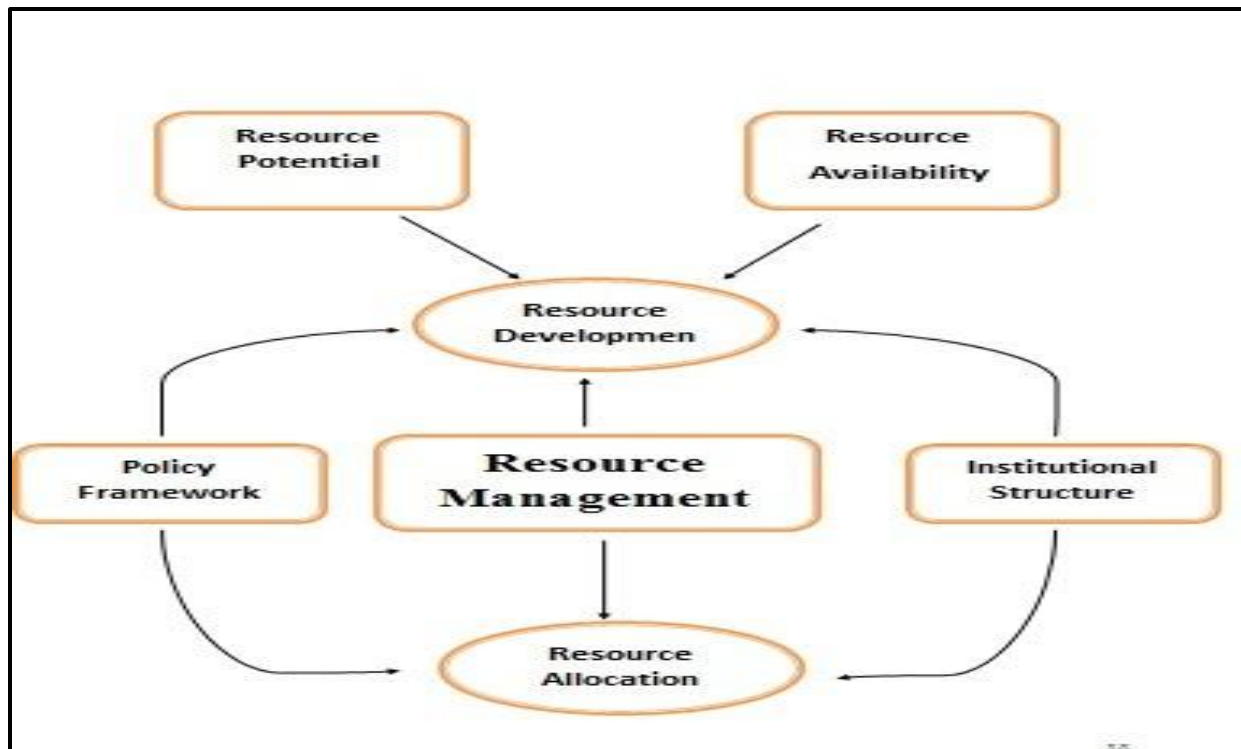 Resource
Potential
Resource
Availability
Resource
Developmen
Policy
Framework
Resource
Management
Institutional
Structure
Resource
Allocation